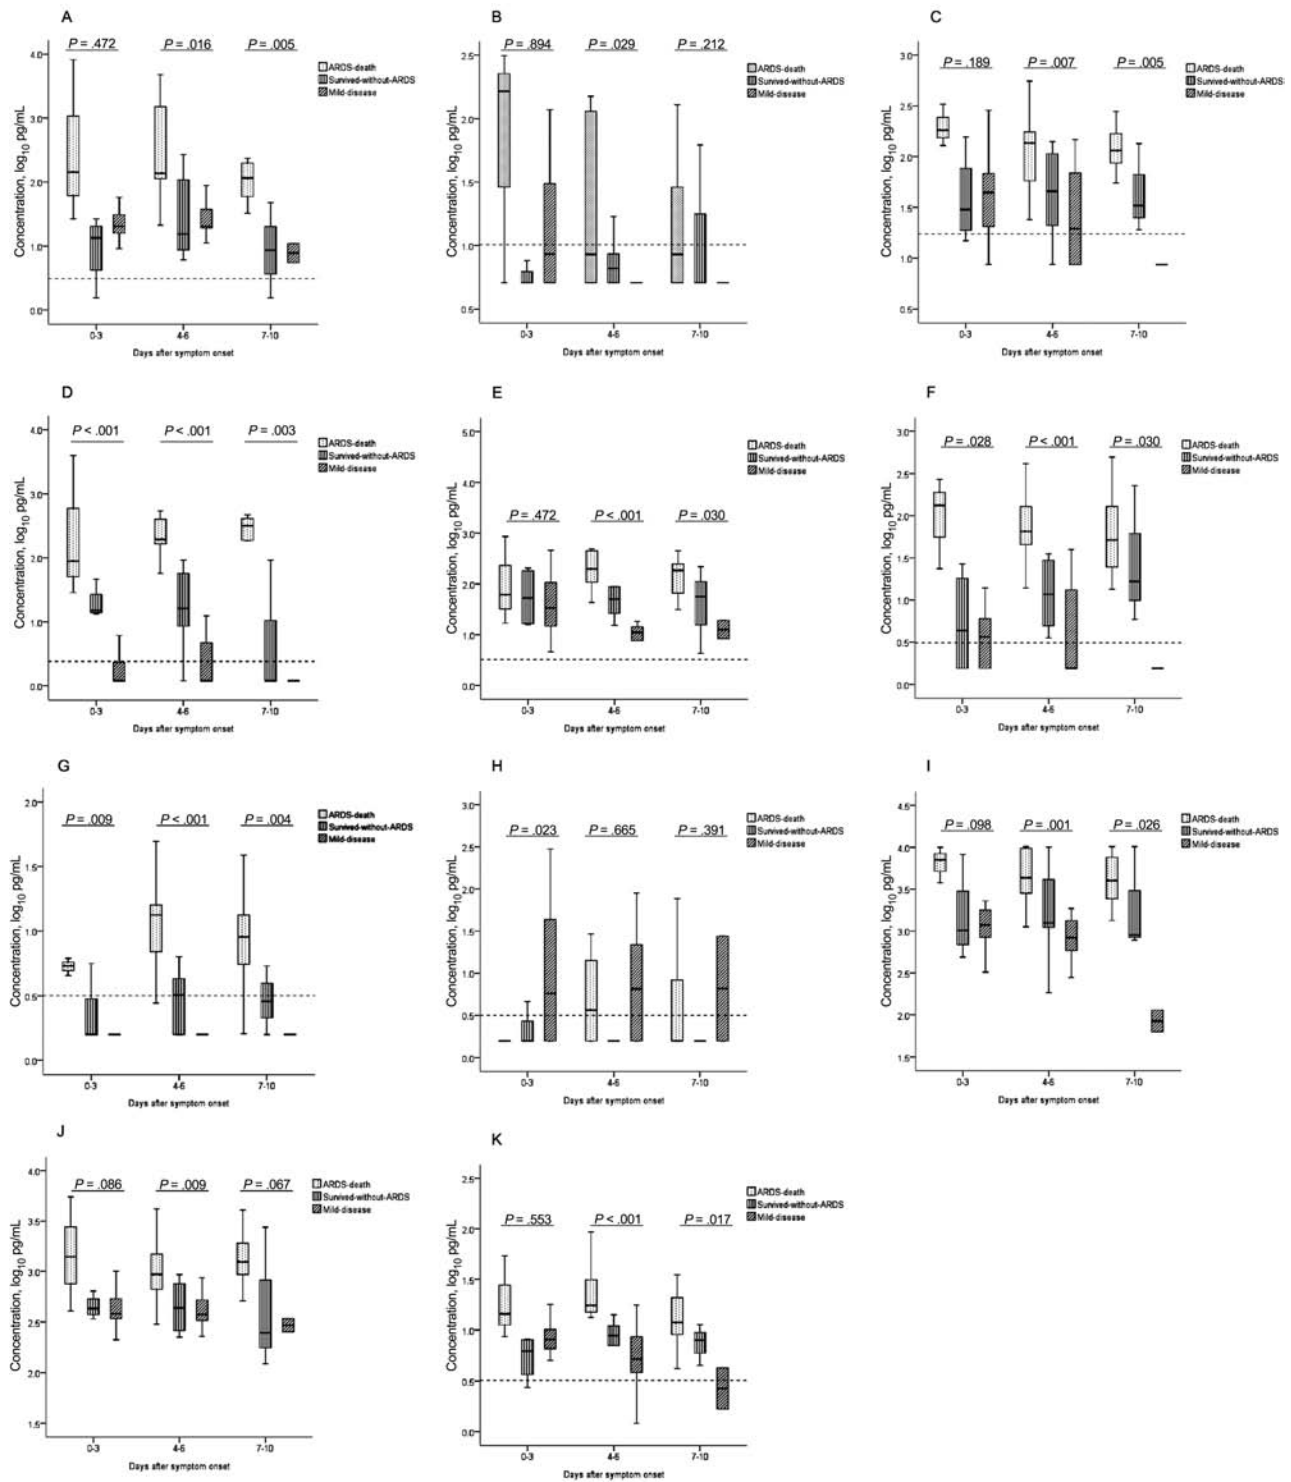 A
P = .472 P = .016 P = .005
ARDS-death
Survived-without-ARDS
Mild-disease
Concentration, log10 pg/mL
4.0
3.0
2.0
1.0
0.0
0-3 4-6 7-10
Days after symptom onset
B
P = .894 P = .029 P = .212
ARDS-death
Survived-without-ARDS
Mild-disease
Concentration, log10 pg/mL
2.5
2.0
1.5
1.0
0.5
0-3 4-6 7-10
Days after symptom onset
C
P = .189 P = .007 P = .005
ARDS-death
Survived-without-ARDS
Mild-disease
Concentration, log10 pg/mL
3.0
2.5
2.0
1.5
1.0
0.5
0-3 4-6 7-10
Days after symptom onset
D
P < .001 P < .001 P = .003
ARDS-death
Survived-without-ARDS
Mild-disease
Concentration, log10 pg/mL
4.0
3.0
2.0
1.0
0.0
0-3 4-6 7-10
Days after symptom onset
E
P = .472 P < .001 P = .030
ARDS-death
Survived-without-ARDS
Mild-disease
Concentration, log10 pg/mL
5.0
3.0
2.0
1.0
0.0
0-3 4-6 7-10
Days after symptom onset
F
P = .028 P < .001 P = .030
ARDS-death
Survived-without-ARDS
Mild-disease
Concentration, log10 pg/mL
3.0
2.5
2.0
1.5
1.0
0.5
0.0
0-3 4-6 7-10
Days after symptom onset
G
P = .009 P < .001 P = .004
ARDS-death
Survived-without-ARDS
Mild-disease
Concentration, log10 pg/mL
2.0
1.5
1.0
0.5
0.0
0-3 4-6 7-10
Days after symptom onset
H
P = .023 P = .665 P = .391
ARDS-death
Survived-without-ARDS
Mild-disease
Concentration, log10 pg/mL
3.0
2.5
2.0
1.5
1.0
0.5
0.0
0-3 4-6 7-10
Days after symptom onset
I
P = .098 P = .001 P = .026
ARDS-death
Survived-without-ARDS
Mild-disease
Concentration, log10 pg/mL
4.5
4.0
3.5
3.0
2.5
2.0
1.5
0-3 4-6 7-10
Days after symptom onset
J
P = .086 P = .009 P = .067
ARDS-death
Survived-without-ARDS
Mild-disease
Concentration, log10 pg/mL
4.0
3.5
3.0
2.5
2.0
1.5
0-3 4-6 7-10
Days after symptom onset
K
P = .553 P < .001 P = .017
ARDS-death
Survived-without-ARDS
Mild-disease
Concentration, log10 pg/mL
2.5
2.0
1.5
1.0
0.5
0.0
0-3 4-6 7-10
Days after symptom onset